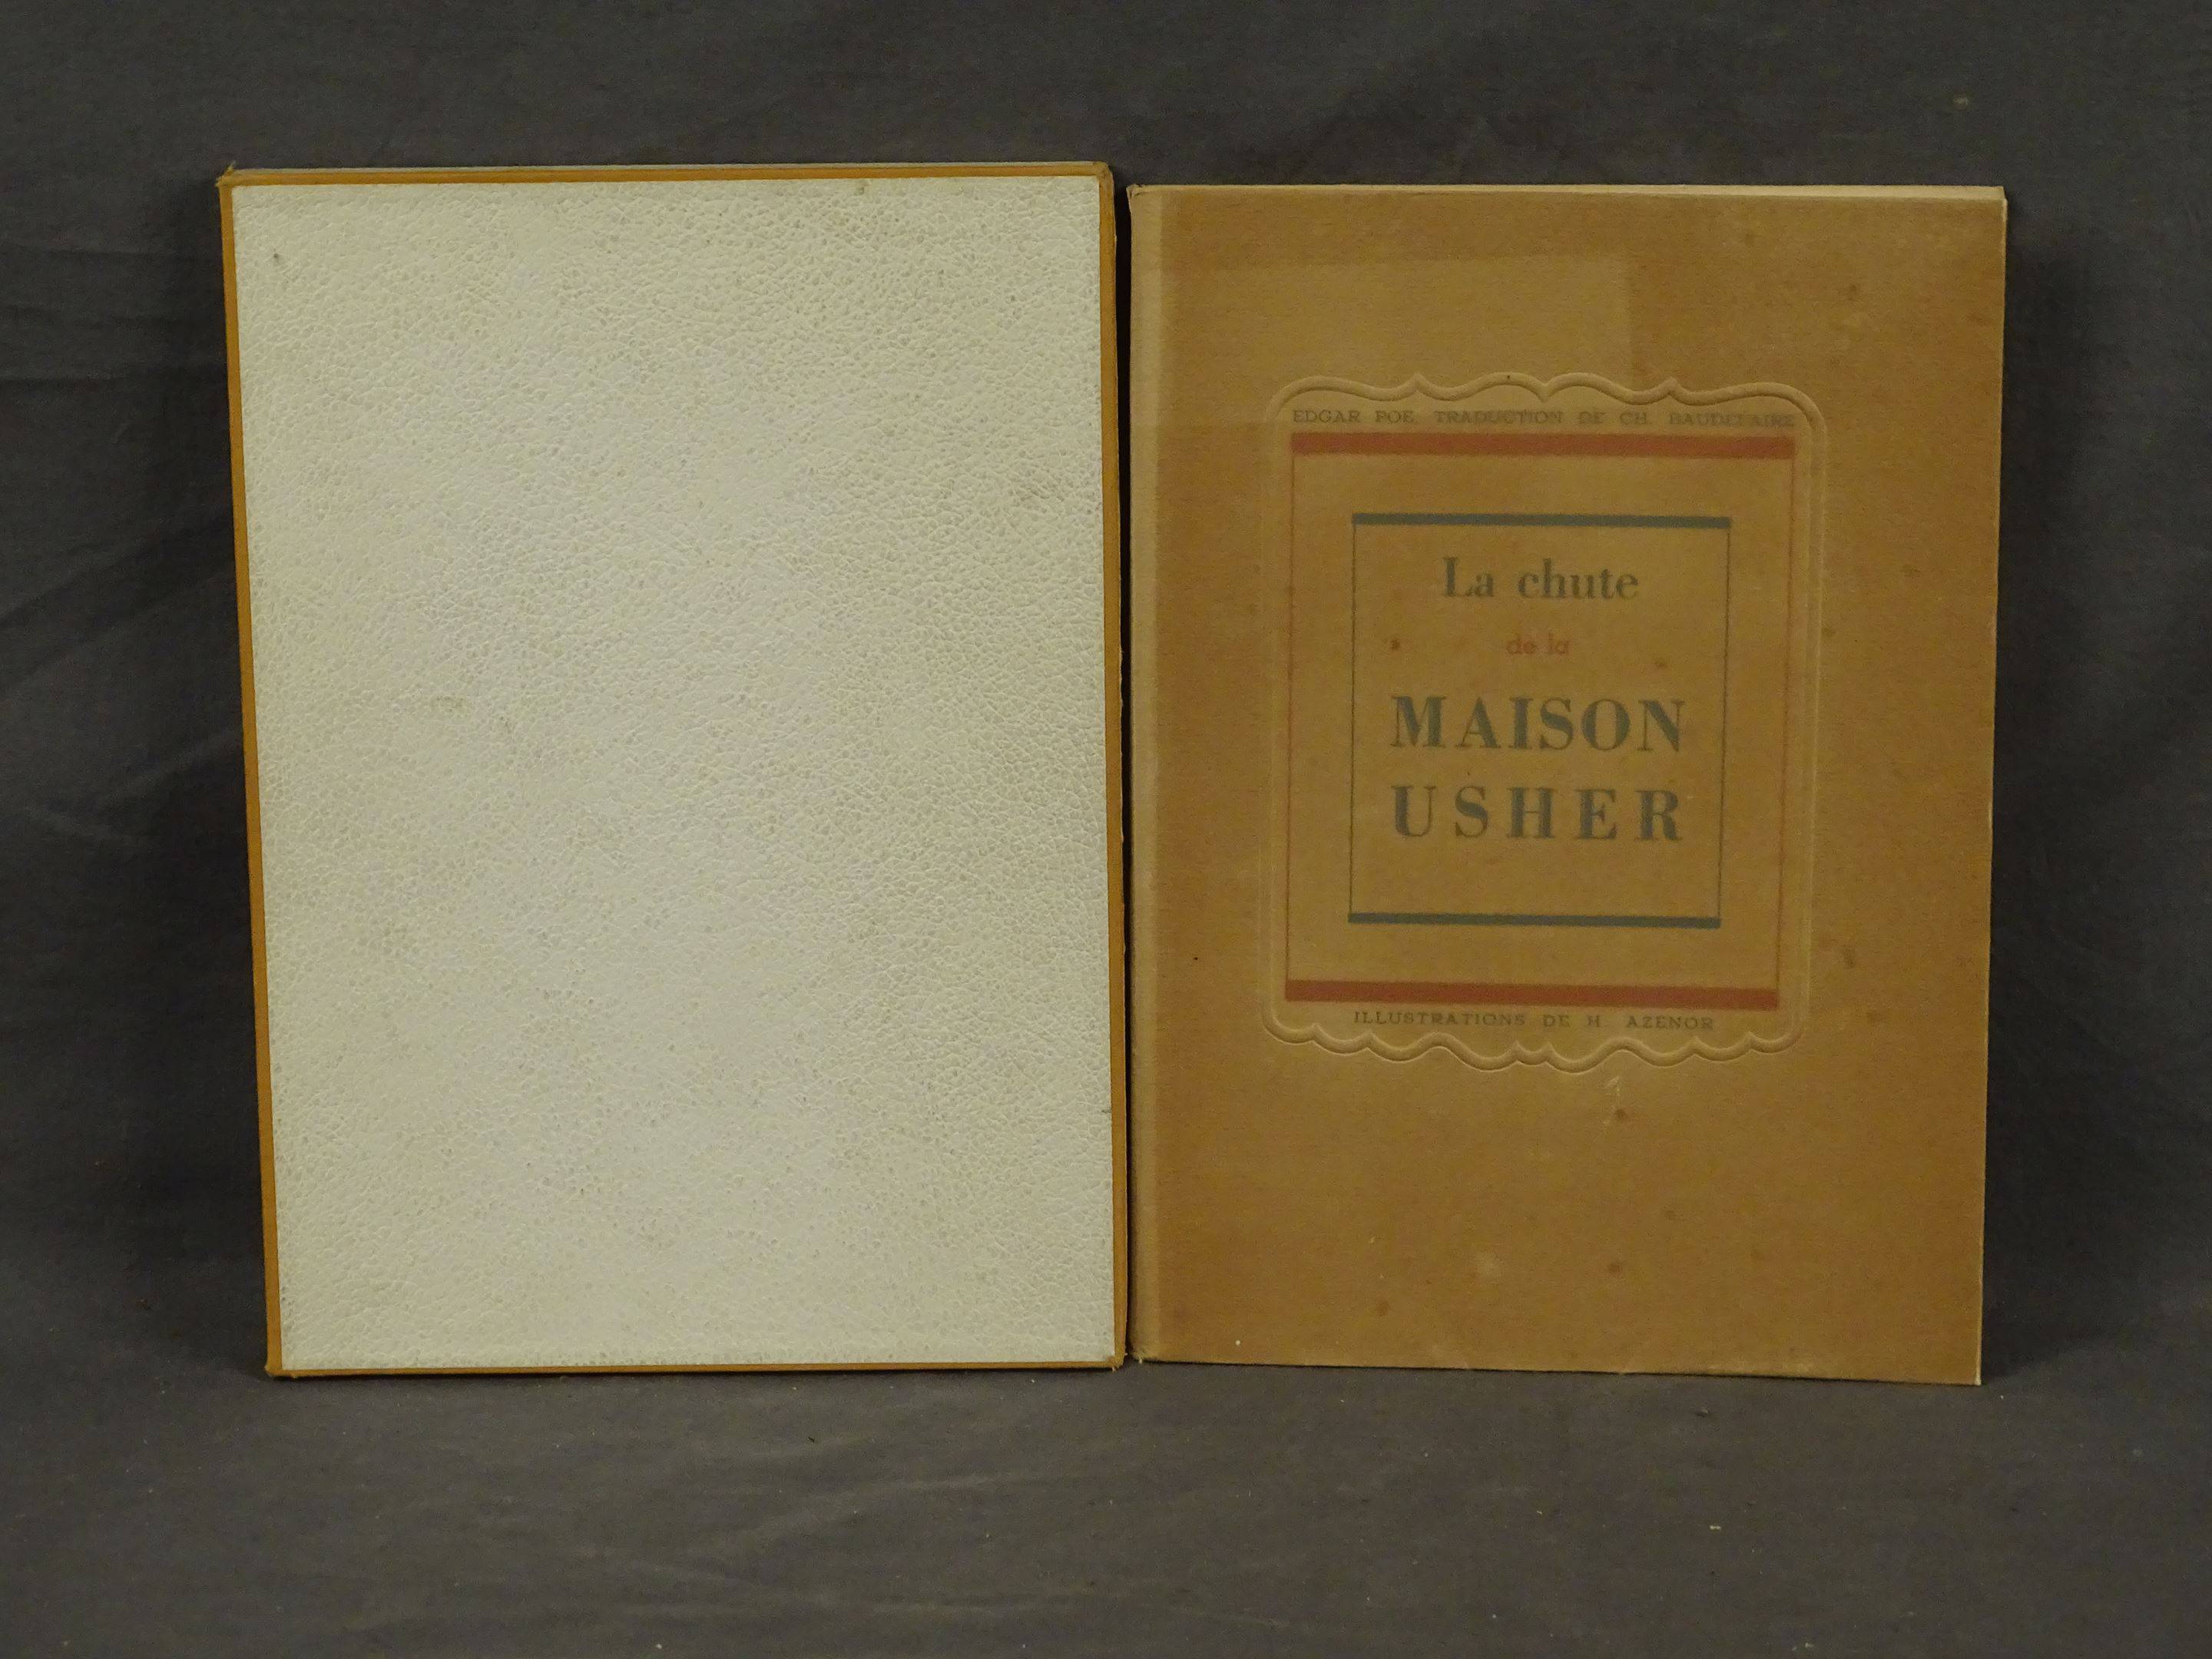 EDGAR POE. TRADUCTION DE CH. BAUDELAIRE
La chute
de la
MAISON
USHER
ILLUSTRATIONS DE H. AZENOR